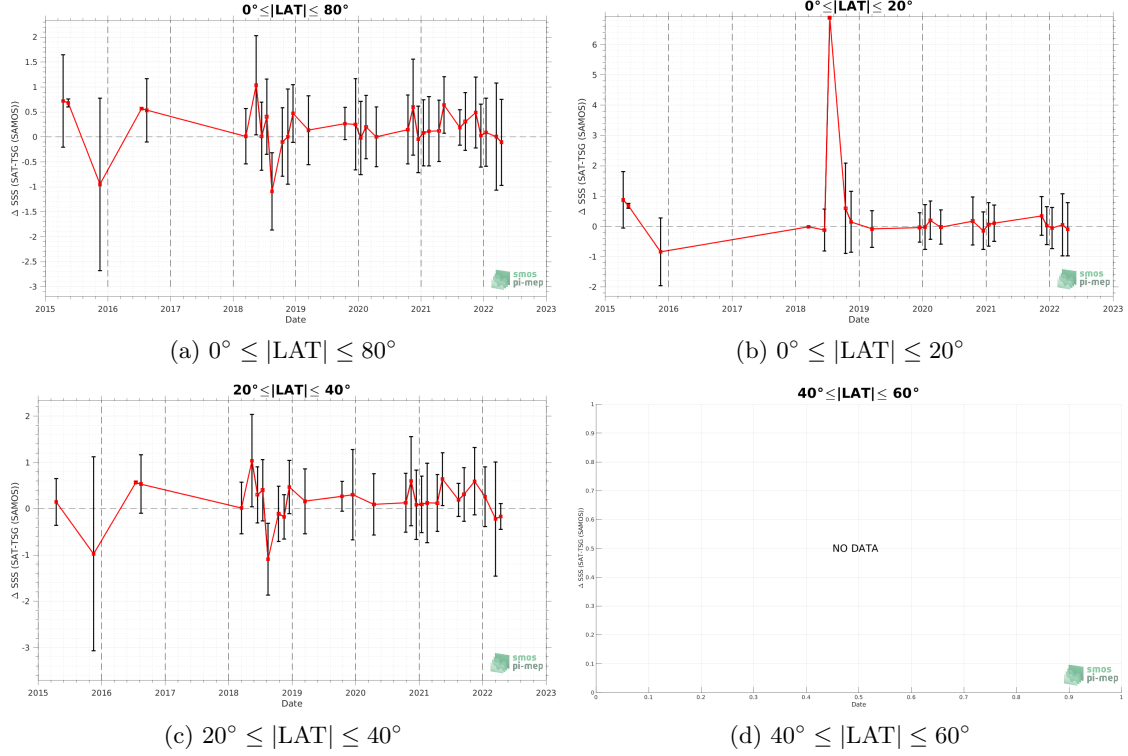 0°≤|LAT|≤ 80°
Δ SSS (SAT-TSG (SAMOS))
2
1.5
1
0.5
0
-0.5
-1
-1.5
-2
-2.5
-3
2015 2016 2017 2018 2019 2020 2021 2022 2023
Date
smos
pi-mep
(a) 0° ≤ |LAT| ≤ 80°
0°≤|LAT|≤ 20°
Δ SSS (SAT-TSG (SAMOS))
6
5
4
3
2
1
0
-1
-2
2015 2016 2017 2018 2019 2020 2021 2022 2023
Date
smos
pi-mep
(b) 0° ≤ |LAT| ≤ 20°
20°≤|LAT|≤ 40°
Δ SSS (SAT-TSG (SAMOS))
2
1
0
-1
-2
-3
2015 2016 2017 2018 2019 2020 2021 2022 2023
Date
smos
pi-mep
(c) 20° ≤ |LAT| ≤ 40°
40°≤|LAT|≤ 60°
Δ SSS (SAT-TSG (SAMOS))
1
0.9
0.8
0.7
0.6
0.5
0.4
0.3
0.2
0.1
0
NO DATA
0 0.1 0.2 0.3 0.4 0.5 0.6 0.7 0.8 0.9 1
Date
smos
pi-mep
(d) 40° ≤ |LAT| ≤ 60°